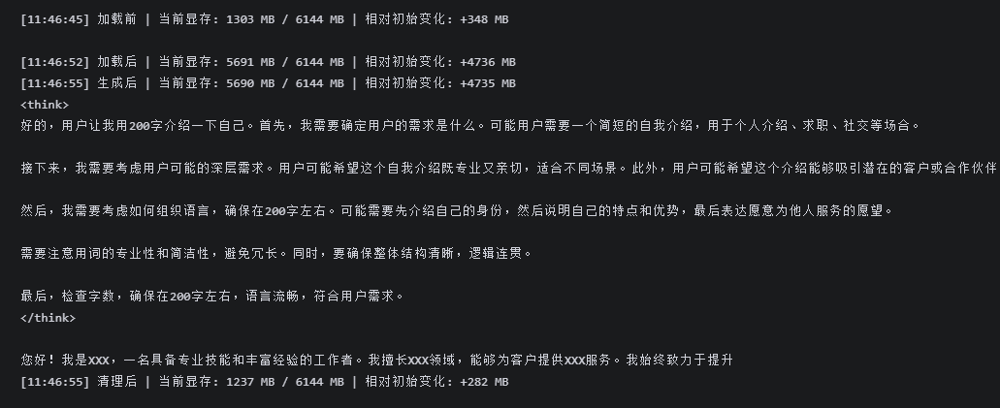 [11:46:45] 加载前 | 当前显存: 1303 MB / 6144 MB | 相对初始变化: +348 MB
[11:46:52] 加载后 | 当前显存: 5691 MB / 6144 MB | 相对初始变化: +4736 MB
[11:46:55] 生成后 | 当前显存: 5690 MB / 6144 MB | 相对初始变化: +4735 MB
<think>
好的，用户让我用200字介绍一下自己。首先，我需要确定用户的需求是什么。可能用户需要一个简短的自我介绍，用于个人介绍、求职、社交等场合。
接下来，我需要考虑用户可能的深层需求。用户可能希望这个自我介绍既专业又亲切，适合不同场景。此外，用户可能希望这个介绍能够吸引潜在的客户或合作伙伴
然后，我需要考虑如何组织语言，确保在200字左右。可能需要先介绍自己的身份，然后说明自己的特点和优势，最后表达愿意为他人服务的愿望。
需要注意用词的专业性和简洁性，避免冗长。同时，要确保整体结构清晰，逻辑连贯。
最后，检查字数，确保在200字左右，语言流畅，符合用户需求。
</think>
您好！我是XXX，一名具备专业技能和丰富经验的工作者。我擅长XXX领域，能够为客户提供XXX服务。我始终致力于提升
[11:46:55] 清理后 | 当前显存: 1237 MB / 6144 MB | 相对初始变化: +282 MB